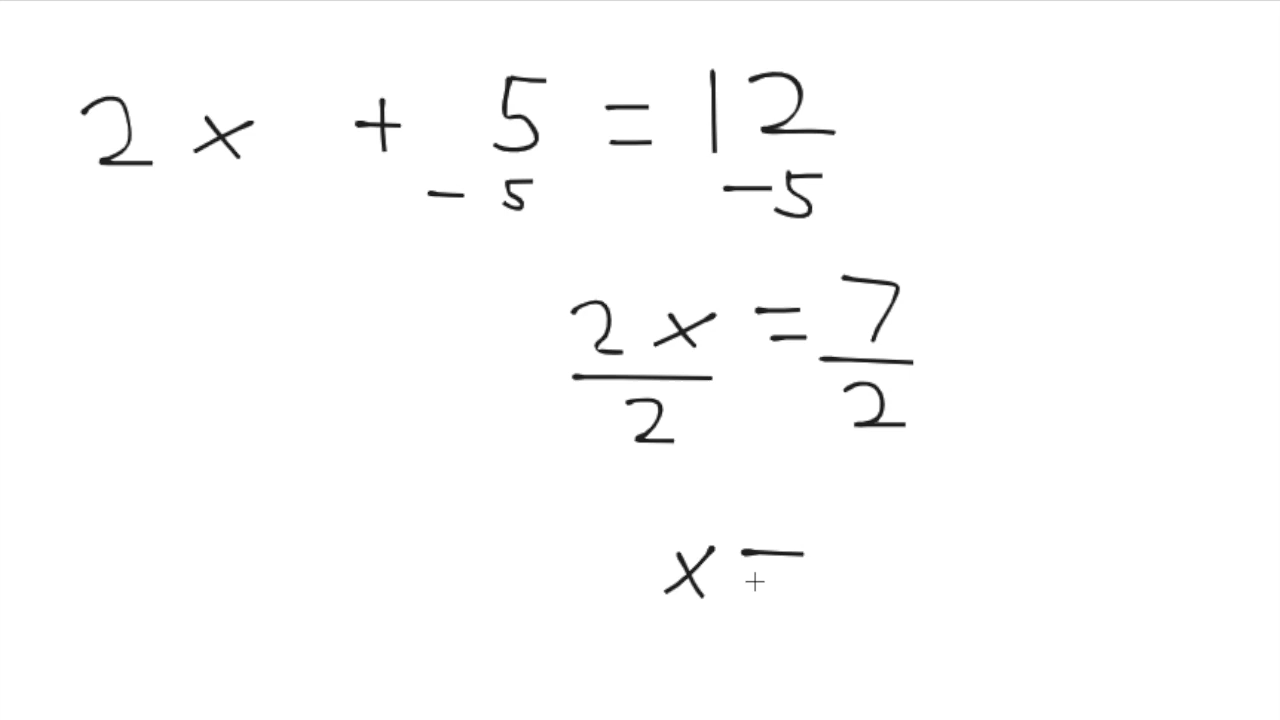 2x + 5 = 12
- 5 -5
2x = 7
2 2
x -